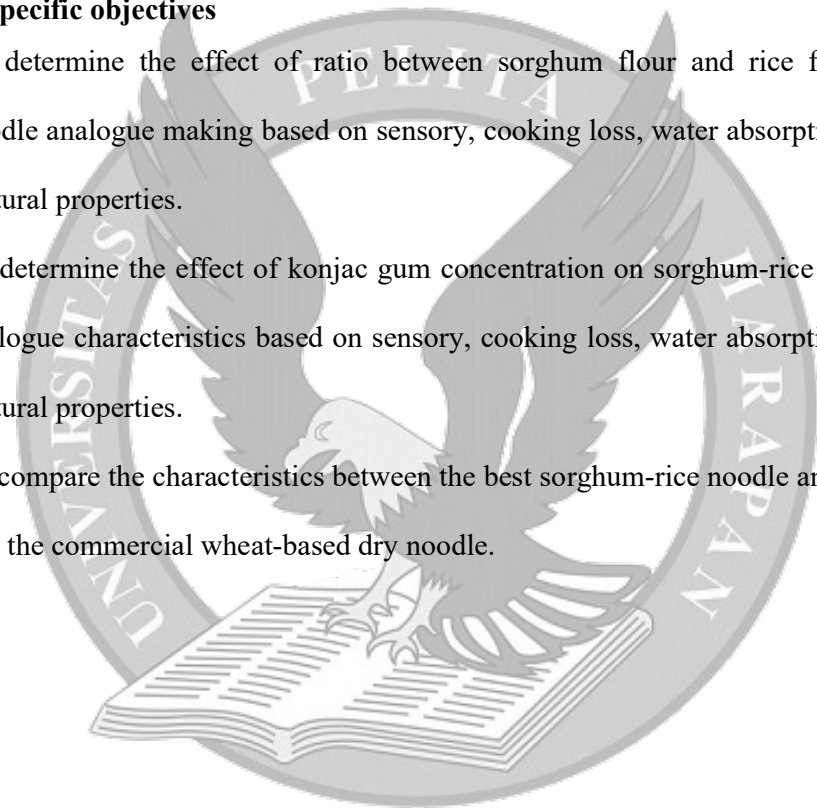 pecific objectives
determine the effect of ratio between sorghum flour and rice f
dle analogue making based on sensory, cooking loss, water absorpti
tural properties.
determine the effect of konjac gum concentration on sorghum-rice
logue characteristics based on sensory, cooking loss, water absorpti
tural properties.
compare the characteristics between the best sorghum-rice noodle an
the commercial wheat-based dry noodle.
UNIVERSITAS PELITA HARAPAN